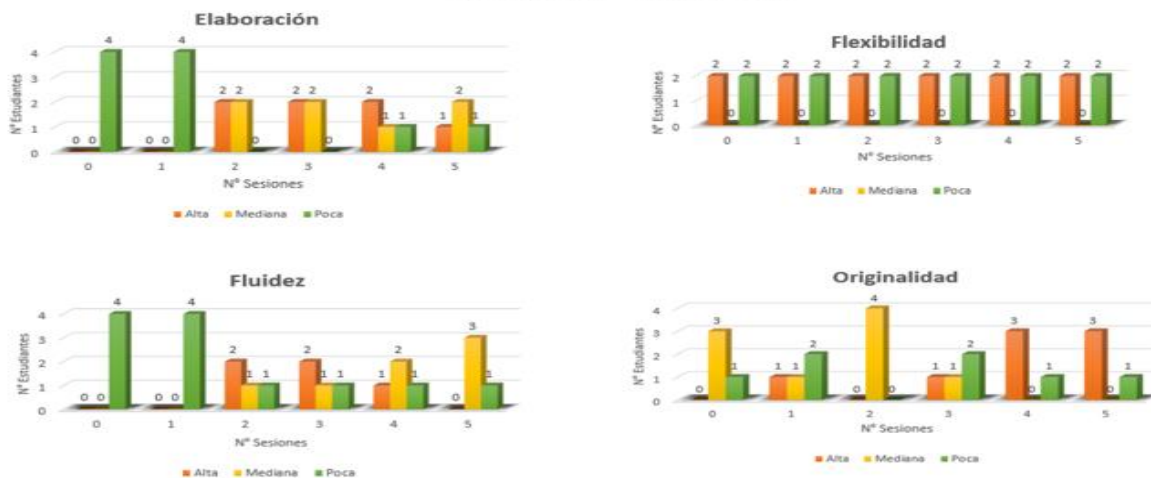 Elaboración
4 4
2 2 2 2 2 2
1 1 1 1
0 0 0 0 0 0
N° Estudiantes
4
3
2
1
0
0 1 2 3 4 5
N° Sesiones
Alta Mediana Poca
Flexibilidad
2 2 2 2 2 2 2 2 2 2 2 2
0 0 0 0 0 0
N° Estudiantes
2
1
0
0 1 2 3 4 5
N° Sesiones
Alta Mediana Poca
Fluidez
4 4
3
2 2 2
1 1 1 1 1 1 1
0 0 0 0 0
N° Estudiantes
4
3
2
1
0
0 1 2 3 4 5
N° Sesiones
Alta Mediana Poca
Originalidad
4
3 3 3
2 2
1 1 1 1 1 1 1
0 0 0 0 0
N° Estudiantes
4
3
2
1
0
0 1 2 3 4 5
N° Sesiones
Alta Mediana Poca